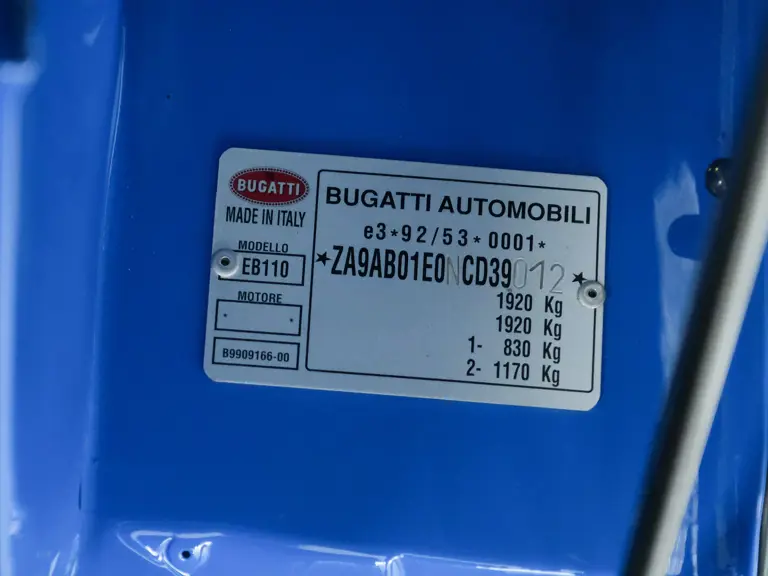 BUGATTI
MADE IN ITALY
MODELLO
EB110
MOTORE
B9909166-00
BUGATTI AUTOMOBILI
e3*92/53*0001*
★ZA9AB01E0NCD39012★
1920 Kg
1920 Kg
1- 830 Kg
2- 1170 Kg